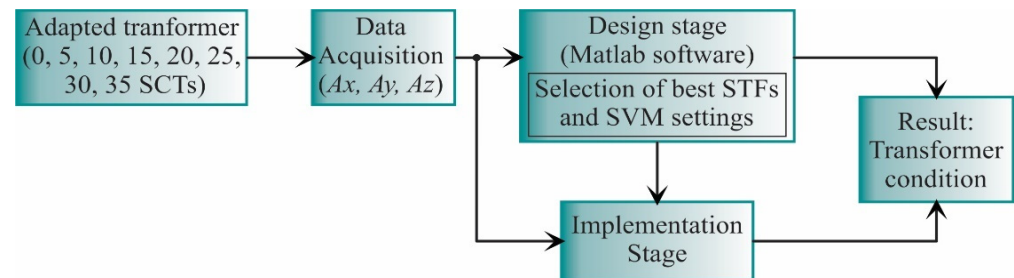 Adapted tranformer
(0, 5, 10, 15, 20, 25,
30, 35 SCTs)
Data
Acquisition
(Ax, Ay, Az)
Design stage
(Matlab software)
Selection of best STFs
and SVM settings
Implementation
Stage
Result:
Transformer
condition